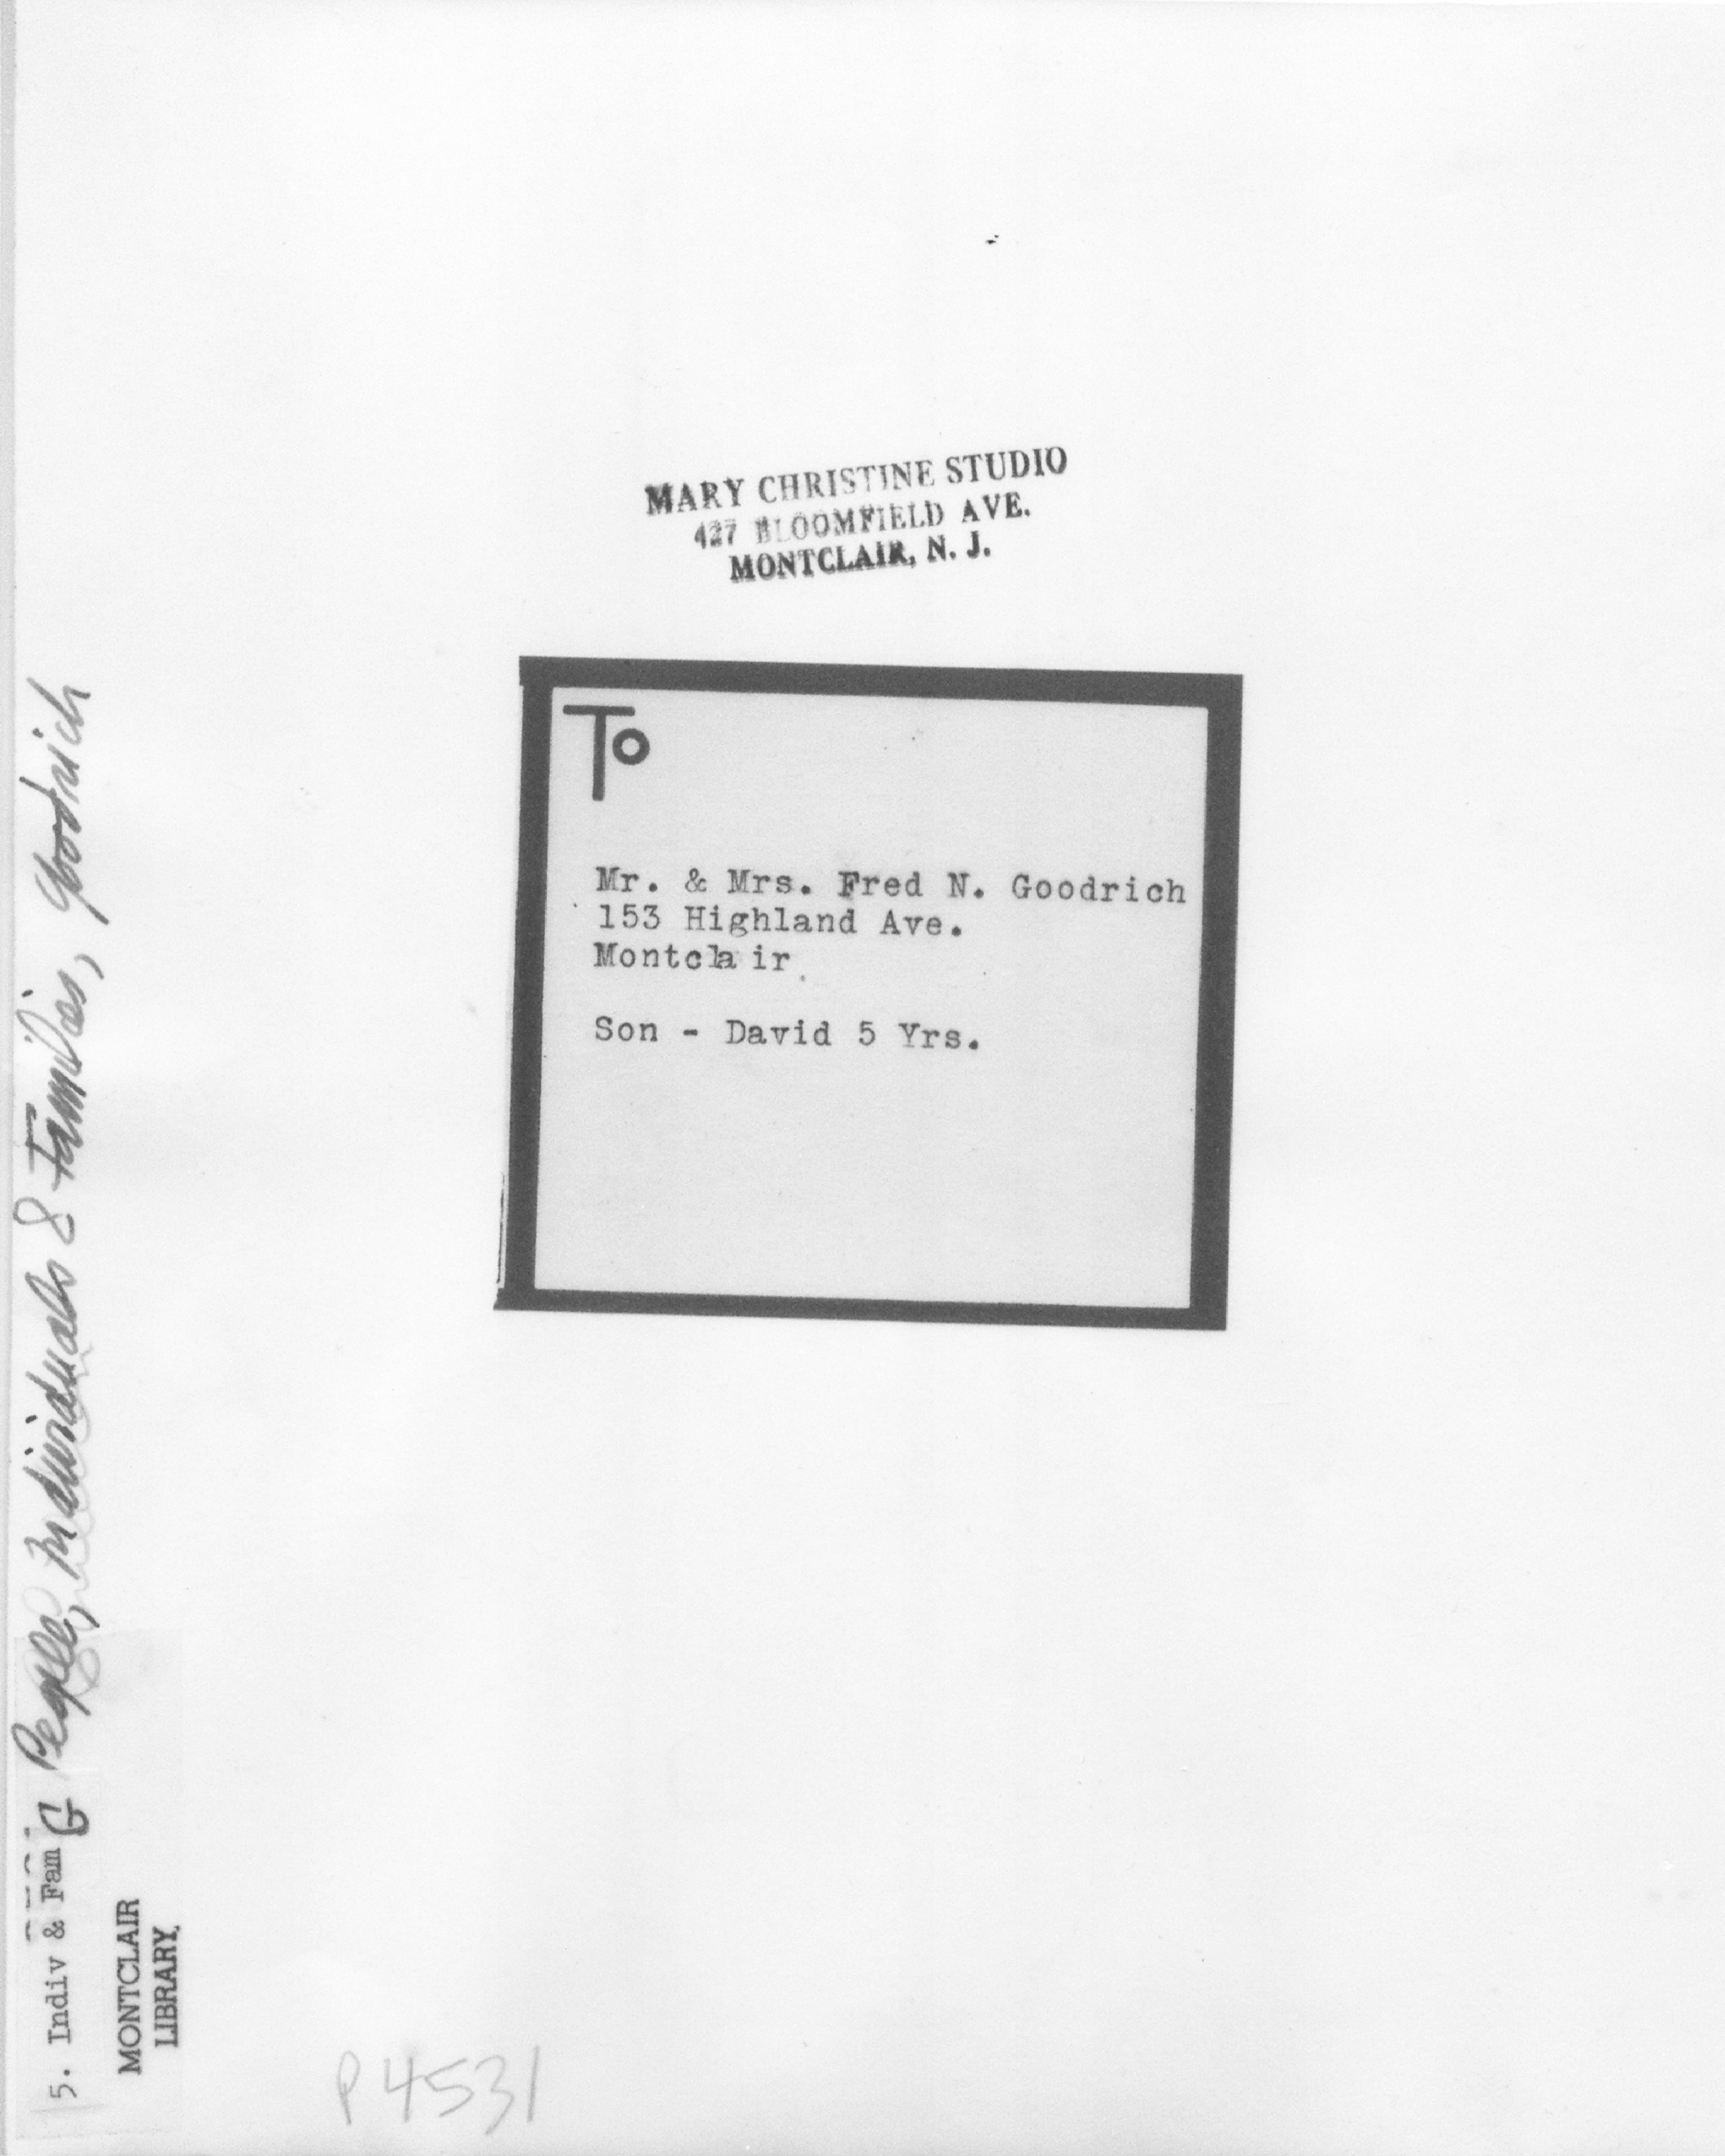 MARY CHRISTINE STUDIO
427 BLOOMFIELD AVE.
MONTCLAIR, N. J.
To
Mr. & Mrs. Fred N. Goodrich
153 Highland Ave.
Montclair
Son - David 5 Yrs.
G People, Individuals & Families, Goodrich
5. Indiv & Fam
MONTCLAIR
LIBRARY.
P4531